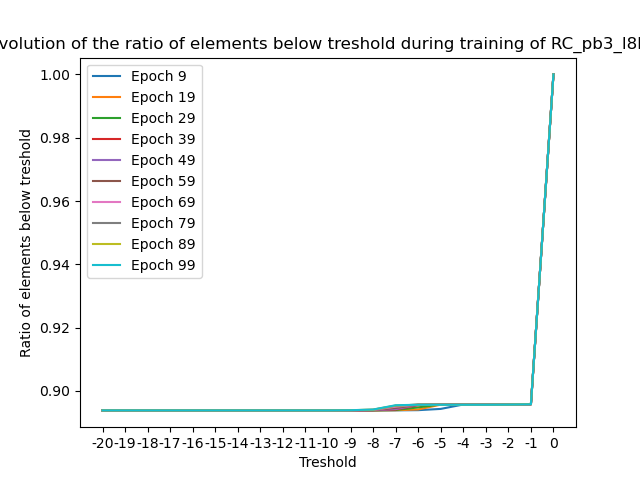 volution of the ratio of elements below treshold during training of RC_pb3_l8l
1.00
0.98
0.96
0.94
0.92
0.90
Ratio of elements below treshold
Epoch 9
Epoch 19
Epoch 29
Epoch 39
Epoch 49
Epoch 59
Epoch 69
Epoch 79
Epoch 89
Epoch 99
-20 -19 -18 -17 -16 -15 -14 -13 -12 -11 -10 -9 -8 -7 -6 -5 -4 -3 -2 -1 0
Treshold